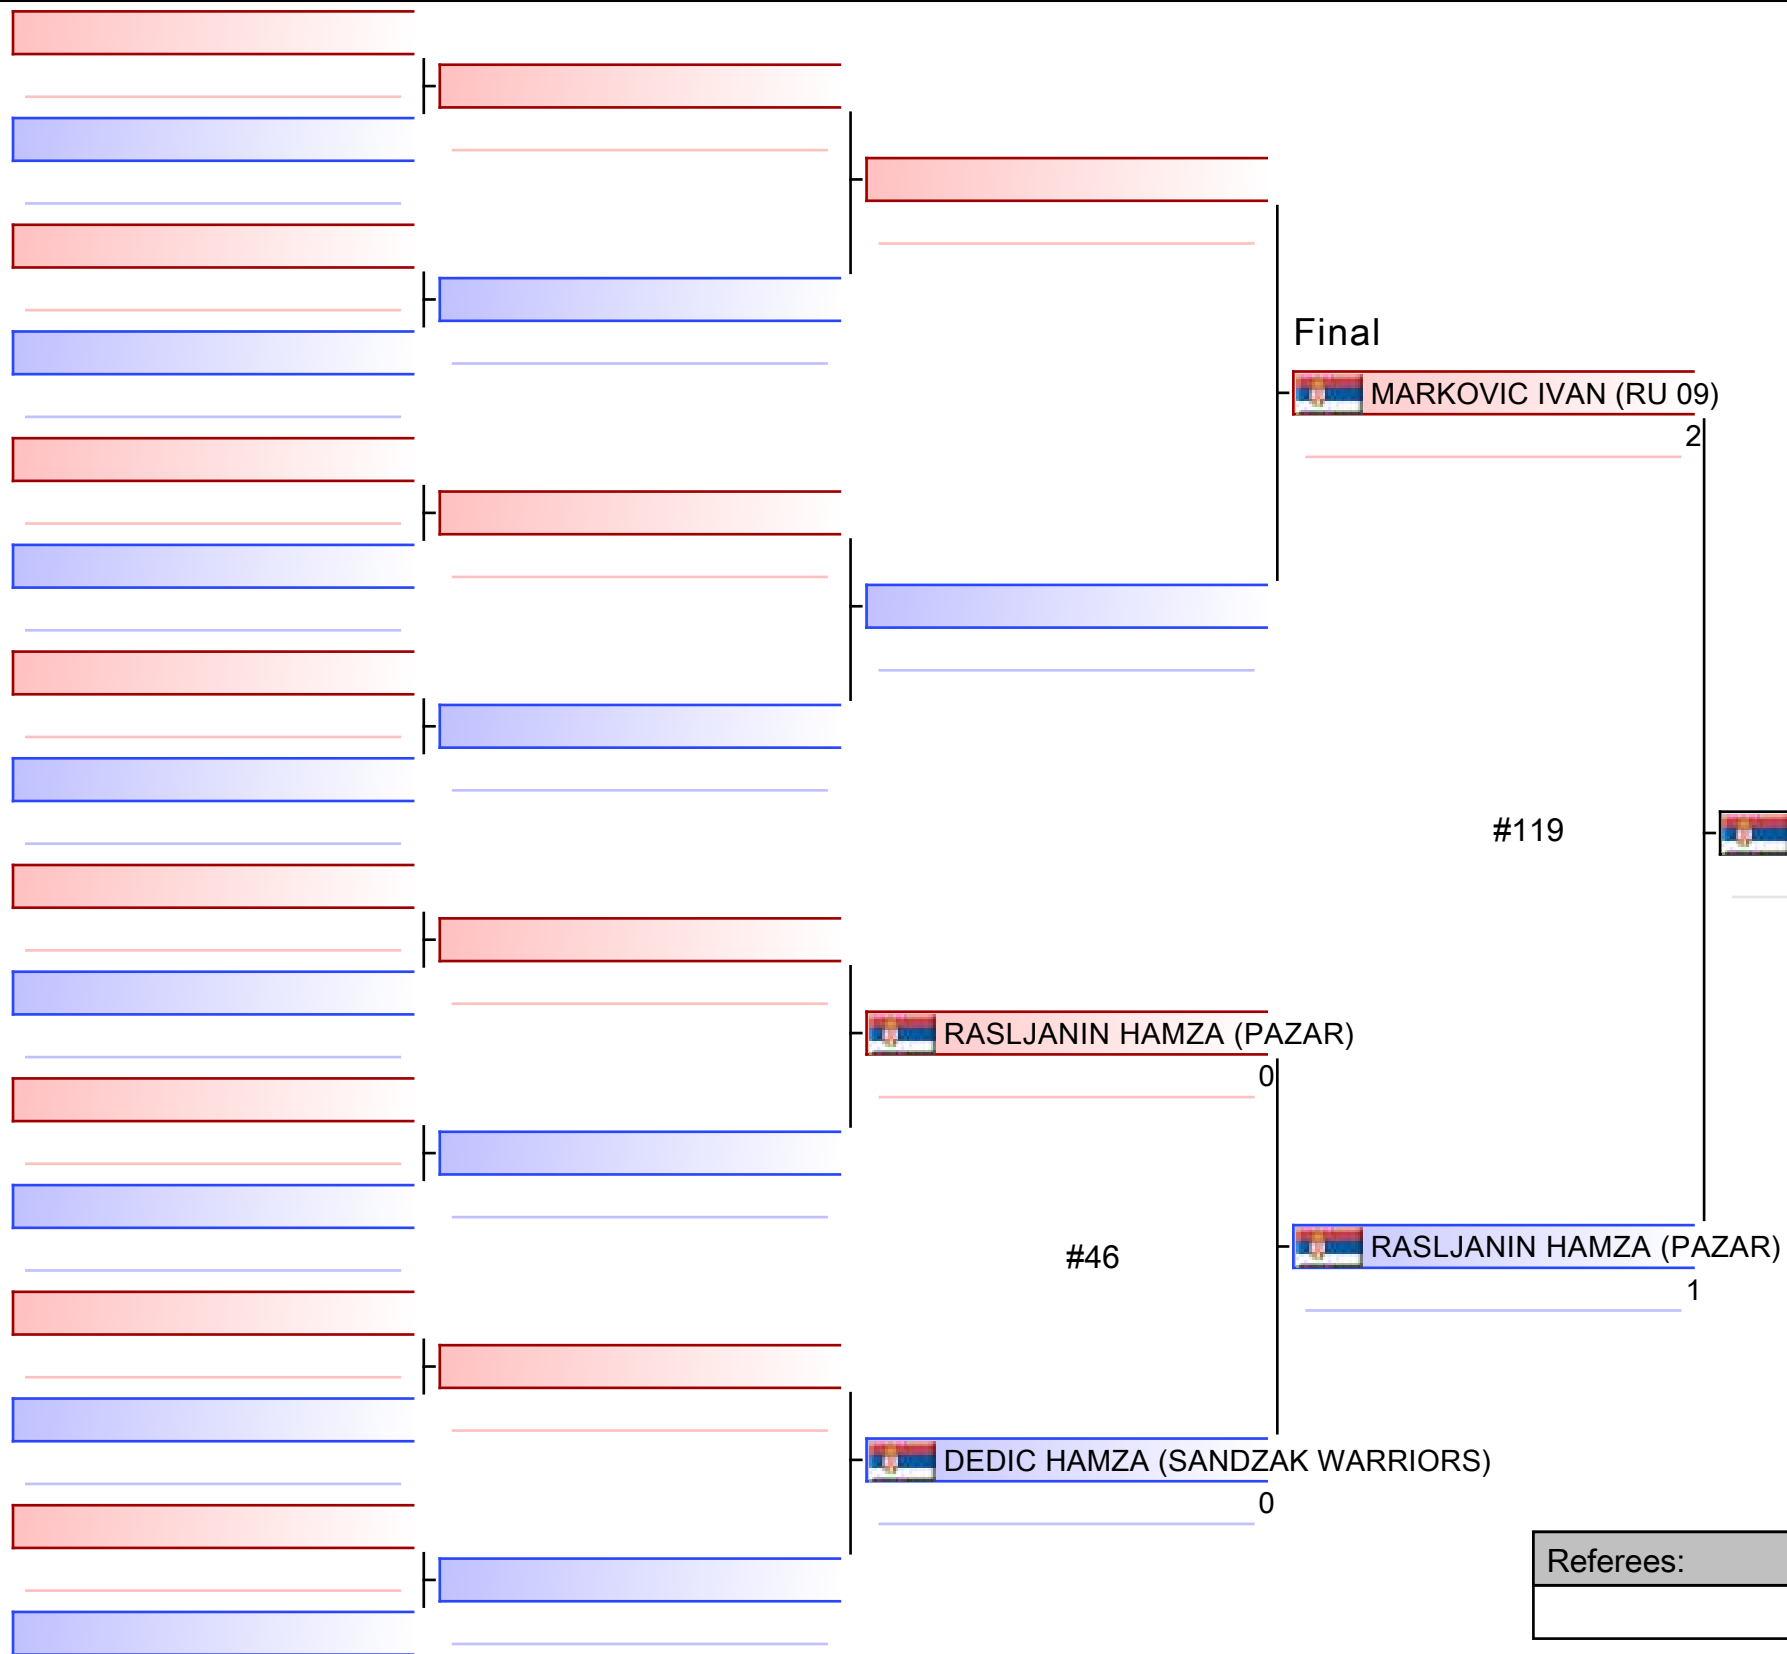 Final
MARKOVIC IVAN (RU 09)
2
#119
RASLJANIN HAMZA (PAZAR)
0
#46
RASLJANIN HAMZA (PAZAR)
1
DEDIC HAMZA (SANDZAK WARRIORS)
0
Referees: